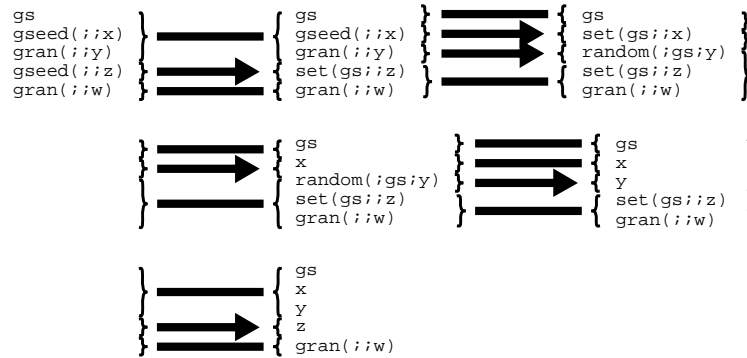 gs
gseed(;;x)
gran(;;y)
gseed(;;z)
gran(;;w)
gs
gseed(;;x)
gran(;;y)
set(gs;;z)
gran(;;w)
gs
set(gs;;x)
random(;gs;y)
set(gs;;z)
gran(;;w)
gs
x
random(;gs;y)
set(gs;;z)
gran(;;w)
gs
x
y
set(gs;;z)
gran(;;w)
gs
x
y
z
gran(;;w)